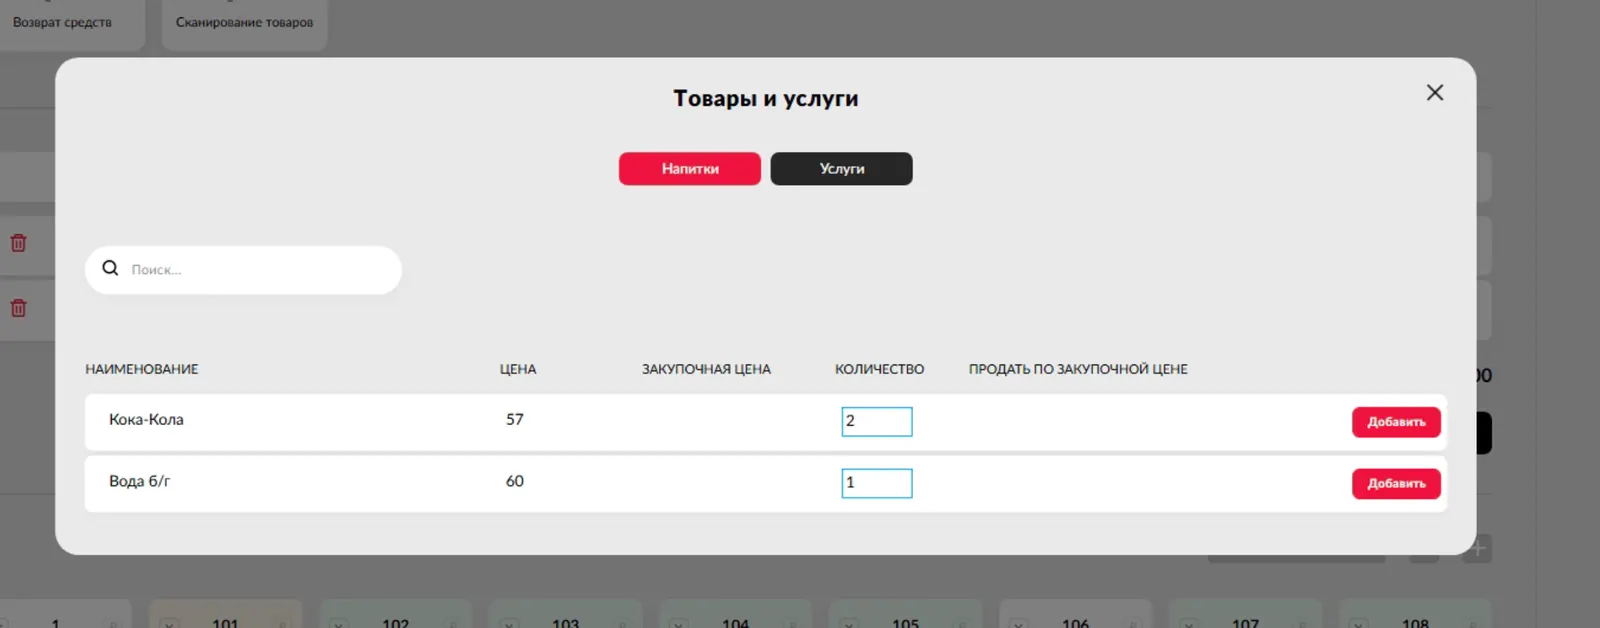 Возврат средств
Сканирование товаров
Товары и услуги
Напитки
Услуги
Поиск...
НАИМЕНОВАНИЕ ЦЕНА ЗАКУПОЧНАЯ ЦЕНА КОЛИЧЕСТВО ПРОДАТЬ ПО ЗАКУПОЧНОЙ ЦЕНЕ
Кока-Кола 57 2 Добавить
Вода б/г 60 1 Добавить
1 101 102 103 104 105 106 107 108